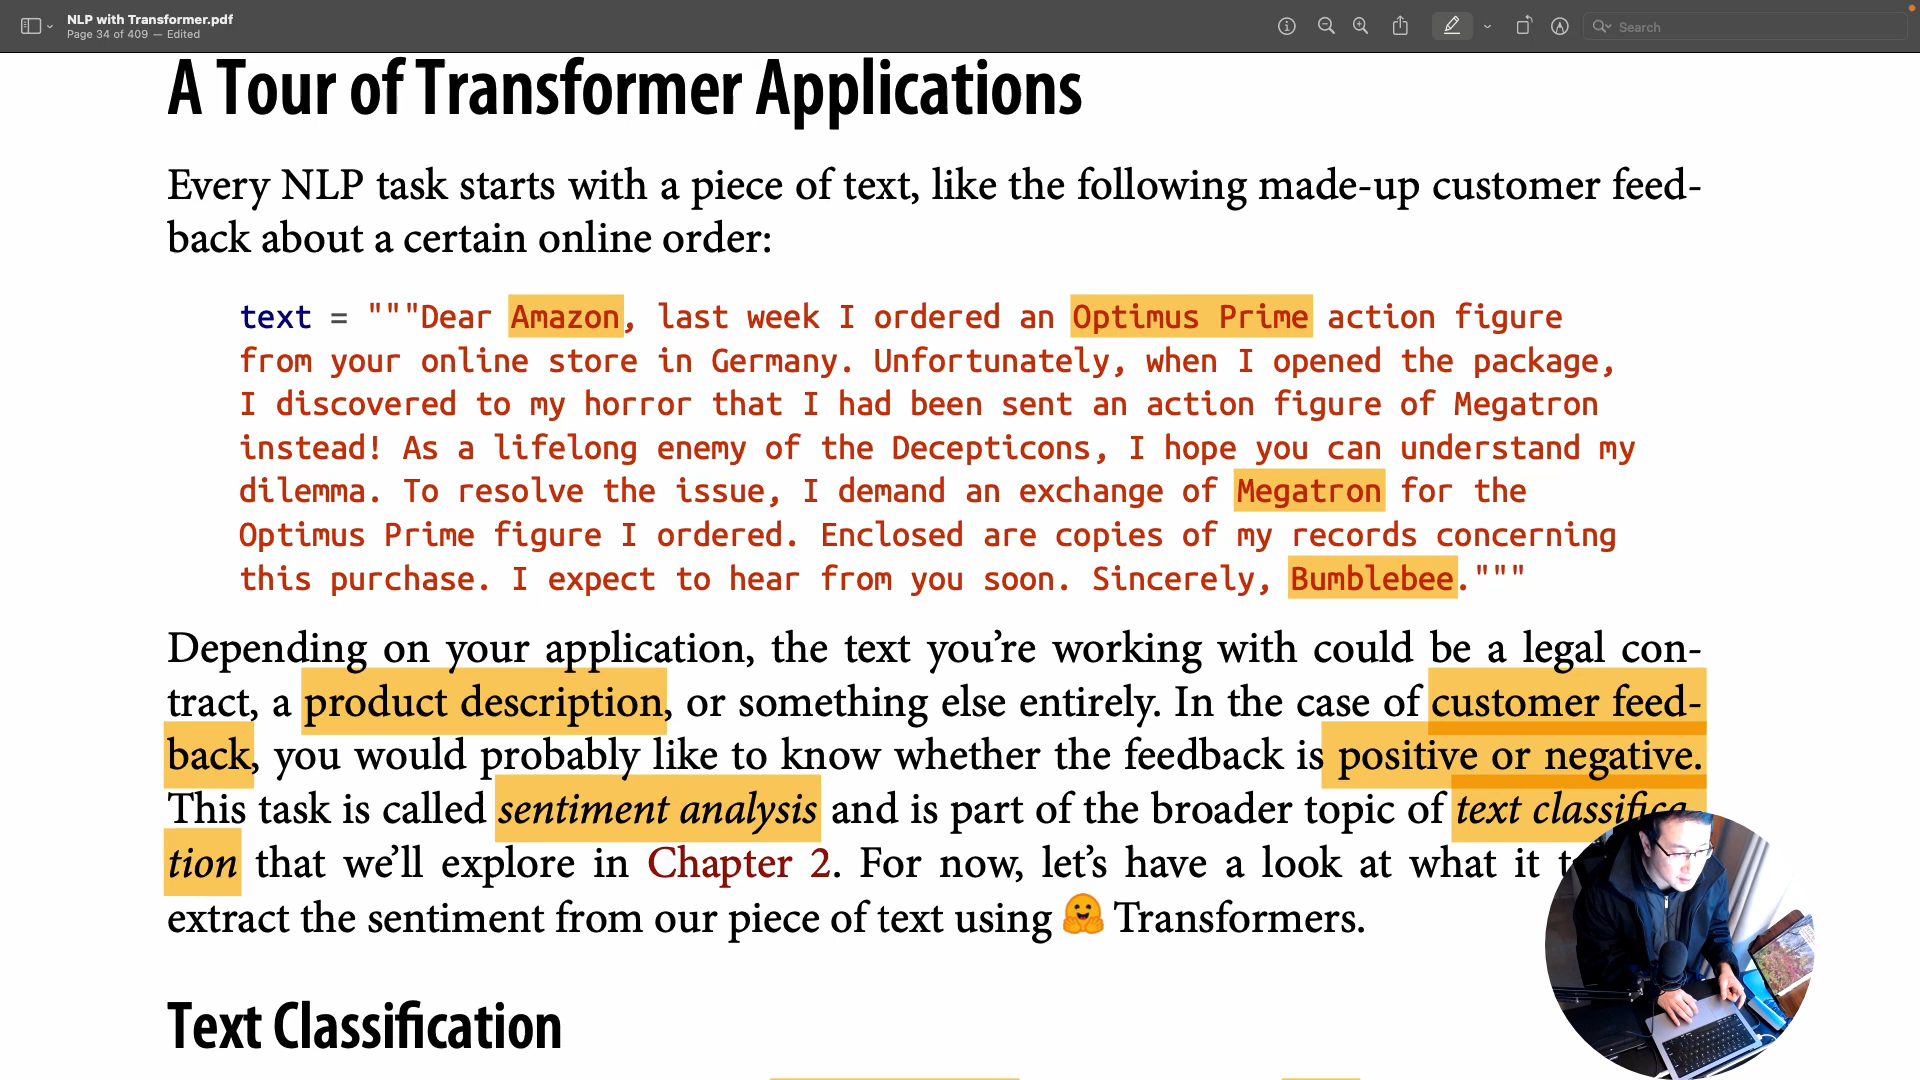 NLP with Transformer.pdf
Page 34 of 409 — Edited
Search
A Tour of Transformer Applications
Every NLP task starts with a piece of text, like the following made-up customer feed-
back about a certain online order:
text = """Dear Amazon, last week I ordered an Optimus Prime action figure
from your online store in Germany. Unfortunately, when I opened the package,
I discovered to my horror that I had been sent an action figure of Megatron
instead! As a lifelong enemy of the Decepticons, I hope you can understand my
dilemma. To resolve the issue, I demand an exchange of Megatron for the
Optimus Prime figure I ordered. Enclosed are copies of my records concerning
this purchase. I expect to hear from you soon. Sincerely, Bumblebee."""
Depending on your application, the text you’re working with could be a legal con-
tract, a product description, or something else entirely. In the case of customer feed-
back, you would probably like to know whether the feedback is positive or negative.
This task is called sentiment analysis and is part of the broader topic of text classifica-
tion that we’ll explore in Chapter 2. For now, let’s have a look at what it
extract the sentiment from our piece of text using 🤗 Transformers.
Text Classification